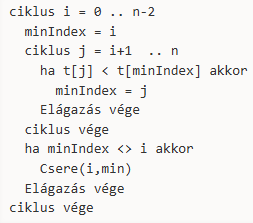 ciklus i = 0 .. n-2
minIndex = i
ciklus j = i+1  .. n
ha t[j] < t[minIndex] akkor
minIndex = j
Elágazás vége
ciklus vége
ha minIndex <> i akkor
Csere(i,min)
Elágazás vége
ciklus vége